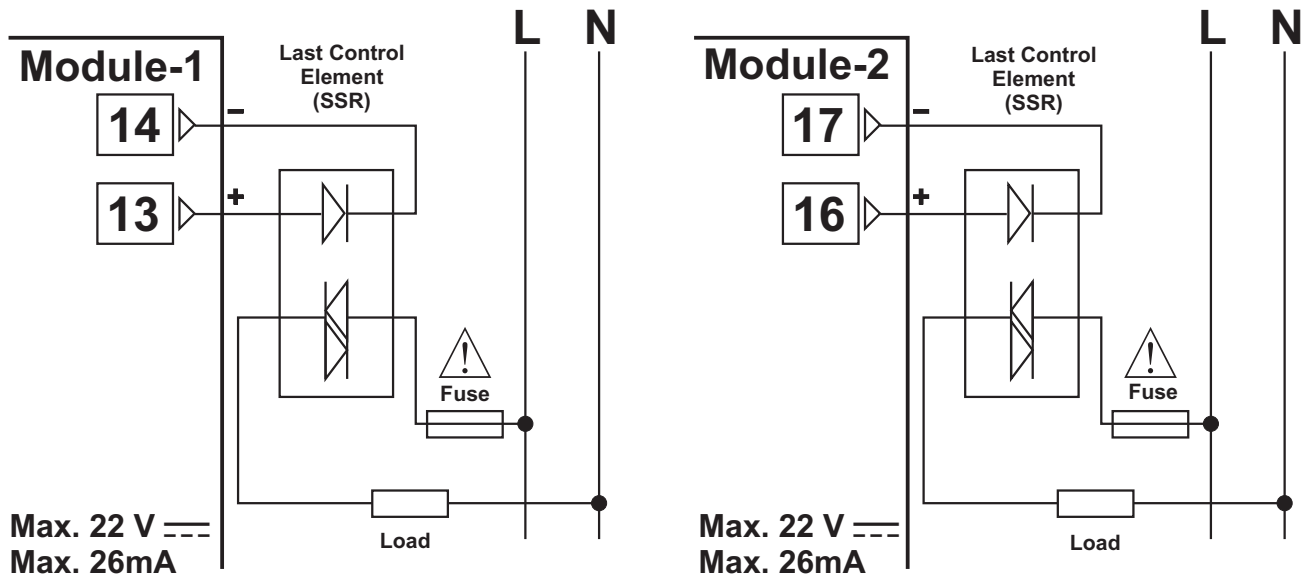 L N
Module-1
Last Control
Element
(SSR)
14
-
13
+
Fuse
Load
Max. 22 V
Max. 26mA
L N
Module-2
Last Control
Element
(SSR)
17
-
16
+
Fuse
Load
Max. 22 V
Max. 26mA